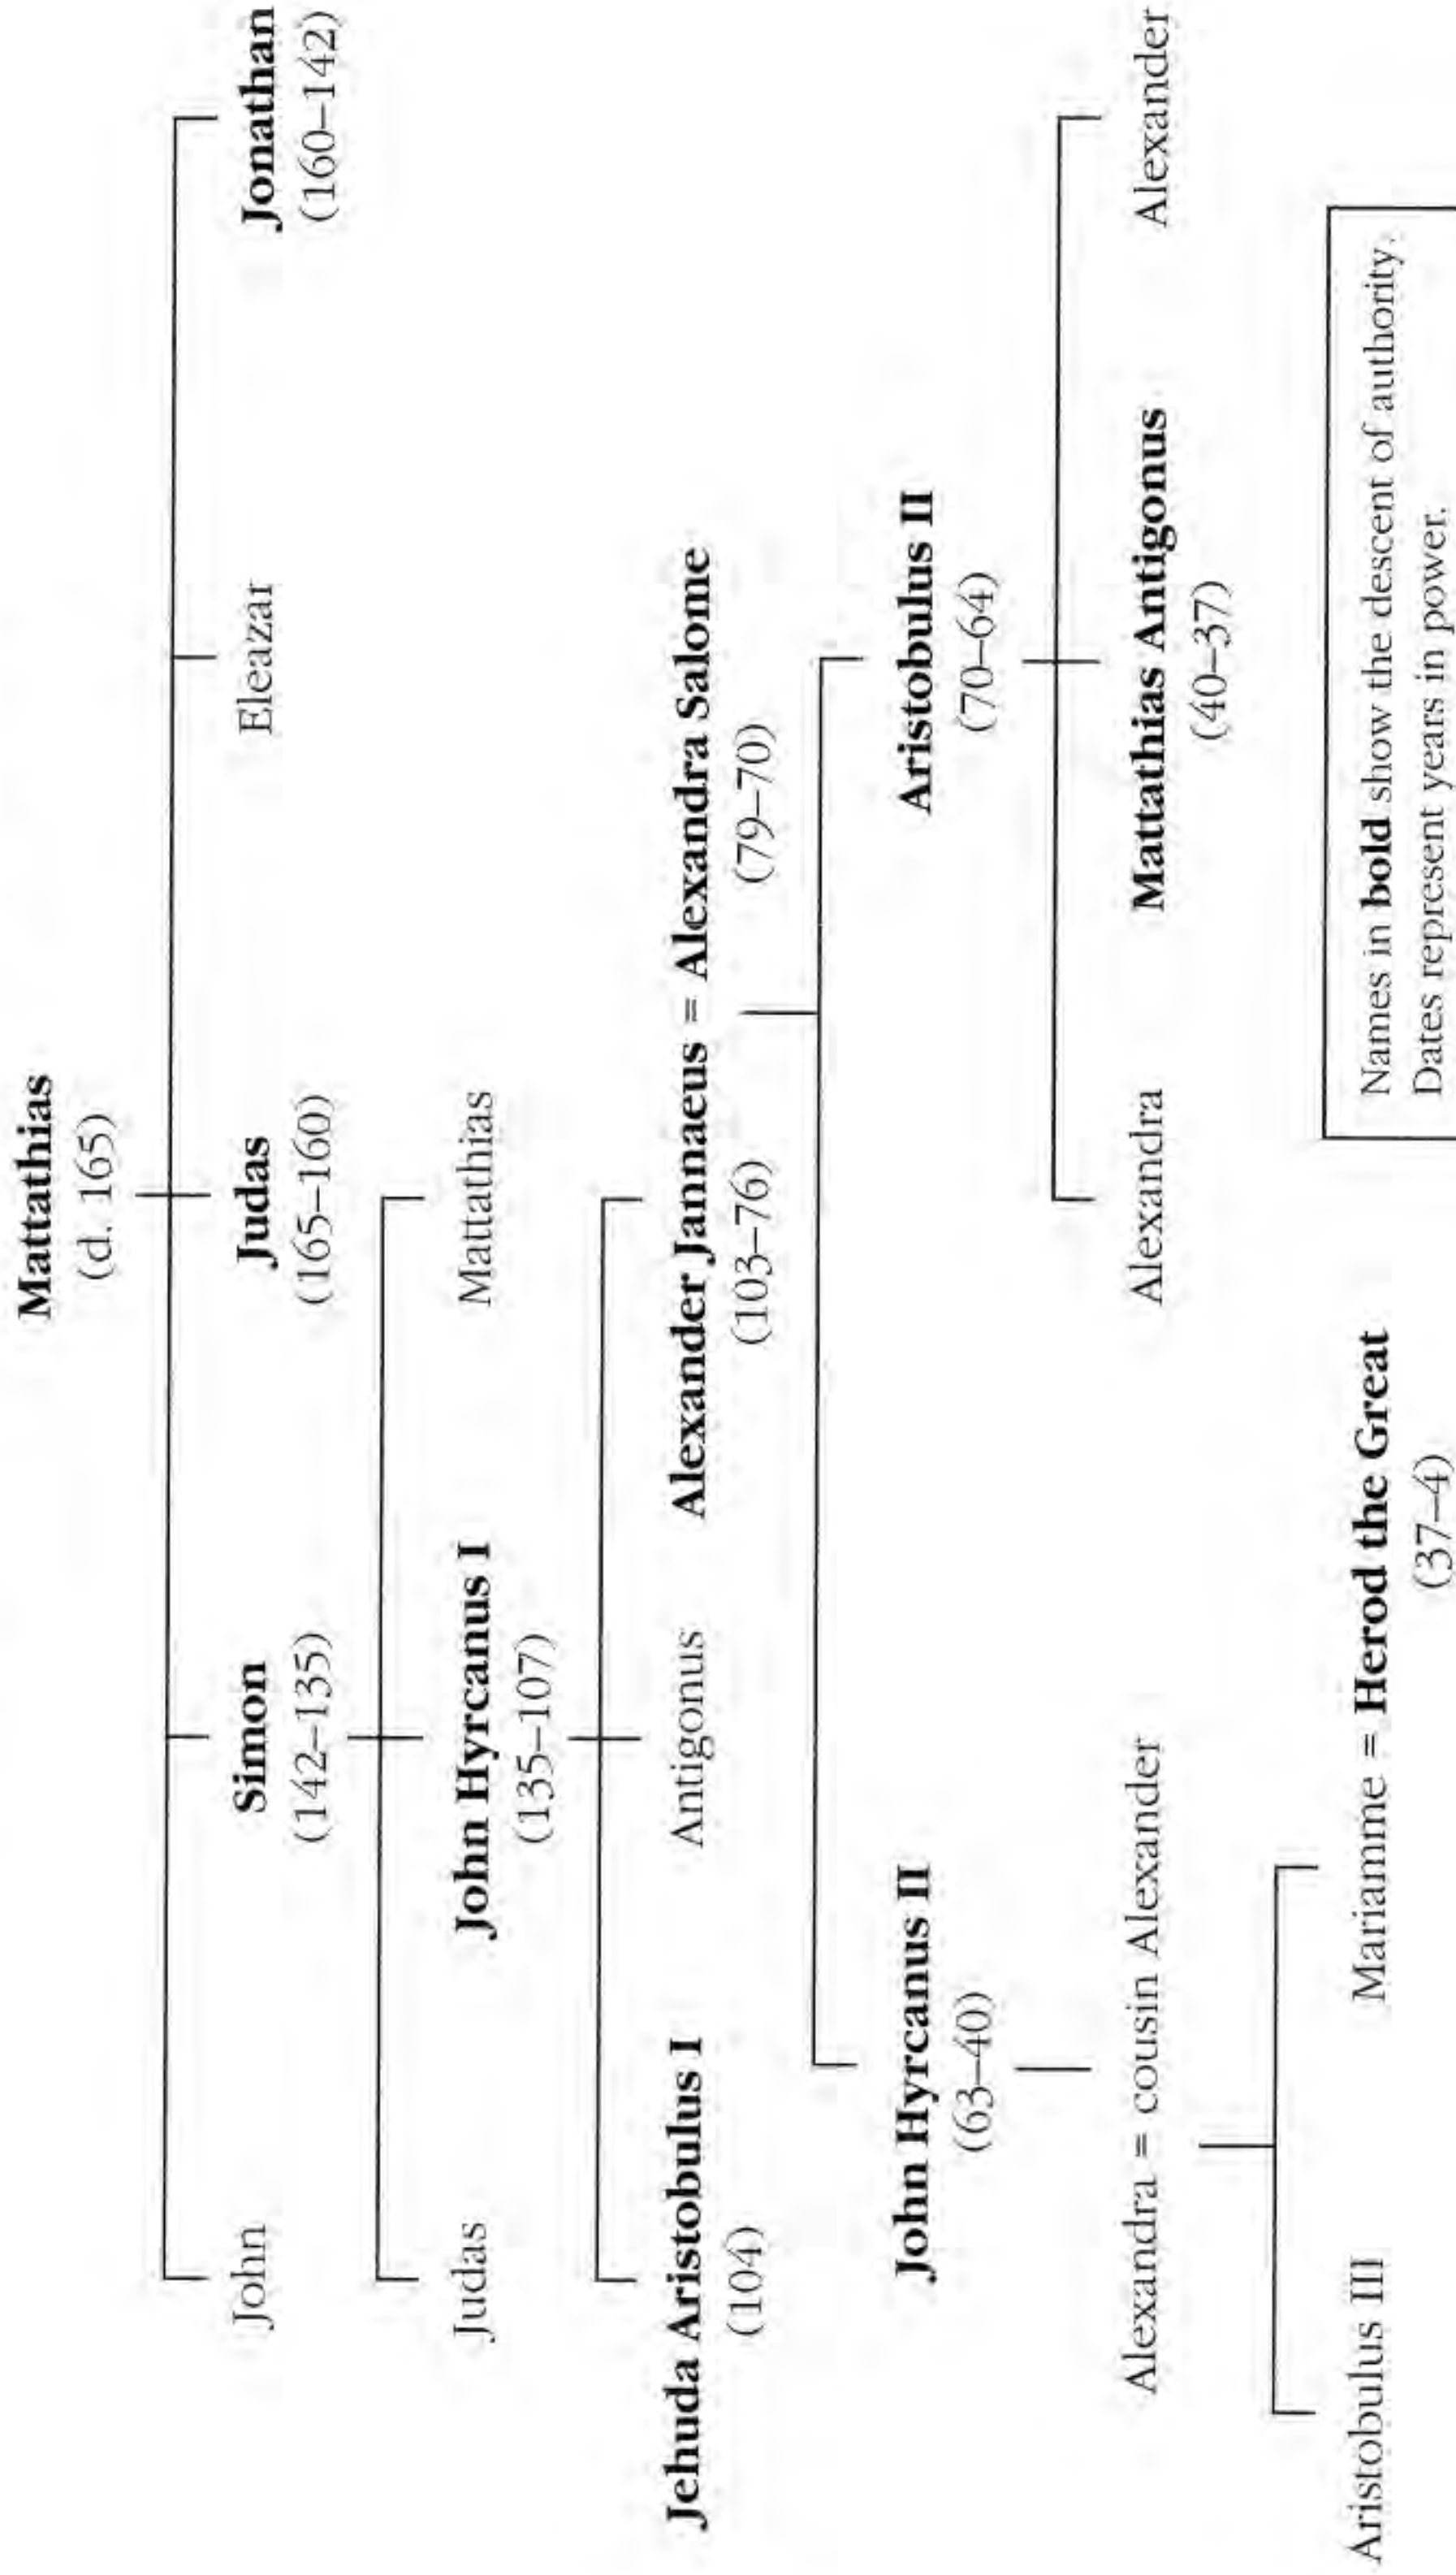 Mattathias
(d. 165)
John Simon Judas Eleazar Jonathan
(142–135) (165–160) (160–142)
Judas John Hyrcanus I Mattathias
(135–107)
Jehuda Aristobulus I Antigonus Alexander Jannaeus = Alexandra Salome
(104) (103–76) (79–70)
John Hyrcanus II Aristobulus II
(63–40) (70–64)
Alexandra = cousin Alexander Alexandra Mattathias Antigonus Alexander
(40–37)
Aristobulus III Mariamme = Herod the Great
(37–4)
Names in bold show the descent of authority.
Dates represent years in power.